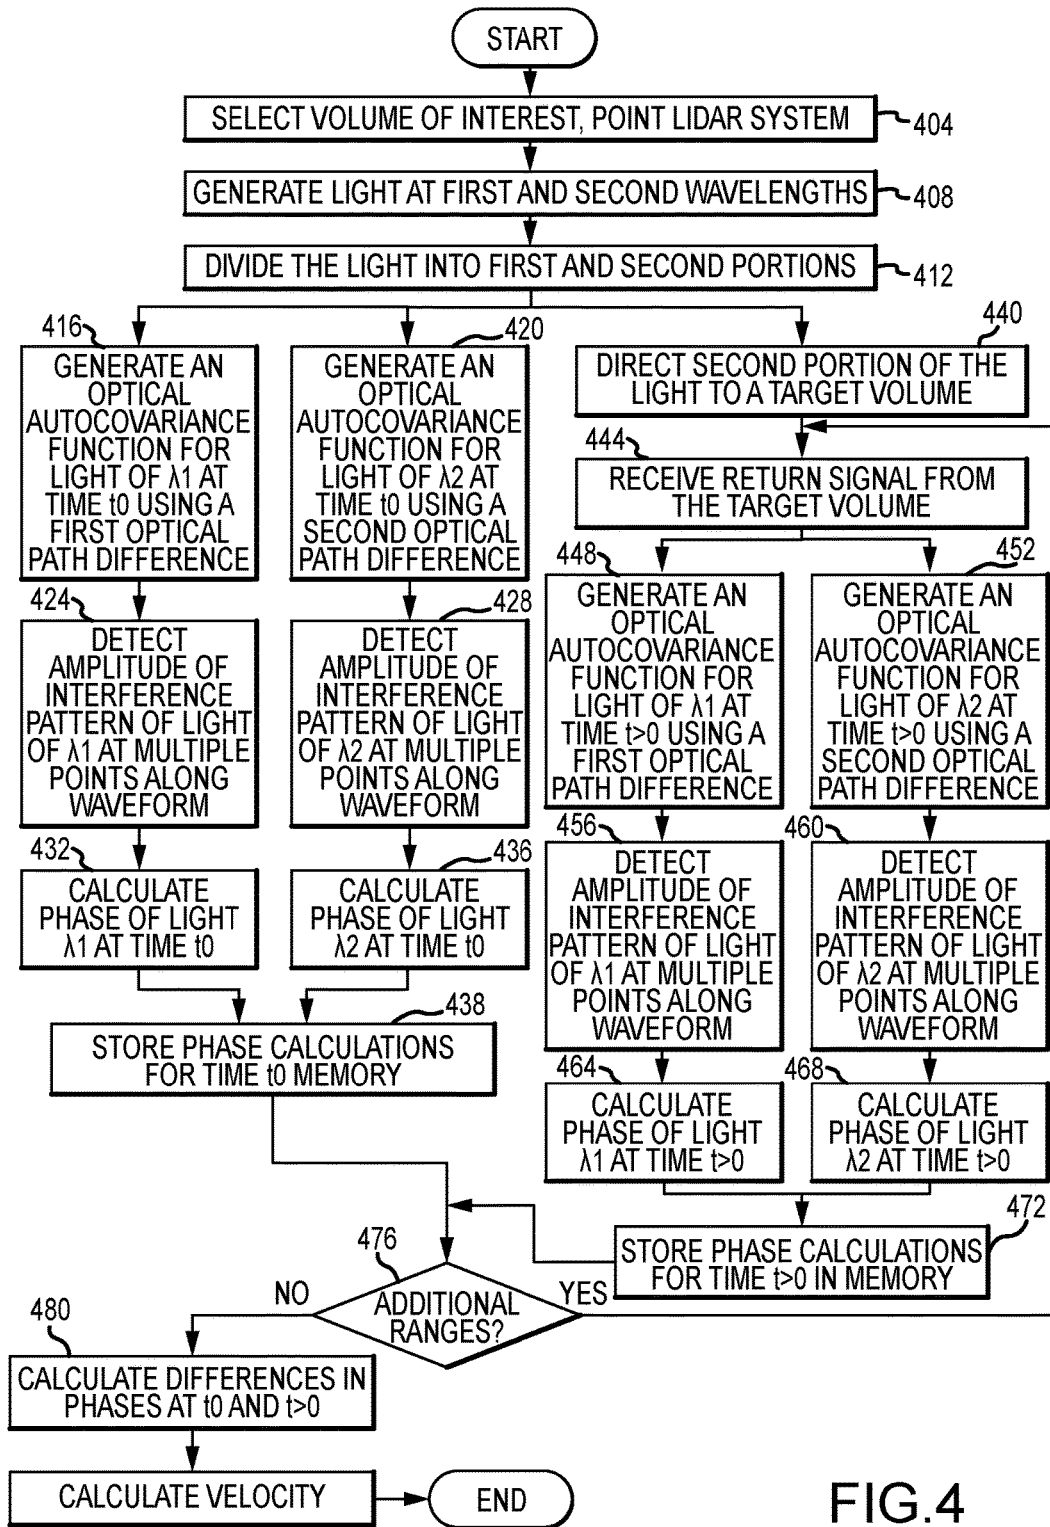 START
SELECT VOLUME OF INTEREST, POINT LIDAR SYSTEM
404
GENERATE LIGHT AT FIRST AND SECOND WAVELENGTHS
408
DIVIDE THE LIGHT INTO FIRST AND SECOND PORTIONS
412
416
GENERATE AN
OPTICAL
AUTOCOVARIANCE
FUNCTION FOR
LIGHT OF λ1 AT
TIME t0 USING A
FIRST OPTICAL
PATH DIFFERENCE
420
GENERATE AN
OPTICAL
AUTOCOVARIANCE
FUNCTION FOR
LIGHT OF λ2 AT
TIME t0 USING A
SECOND OPTICAL
PATH DIFFERENCE
440
DIRECT SECOND PORTION OF THE
LIGHT TO A TARGET VOLUME
444
RECEIVE RETURN SIGNAL FROM
THE TARGET VOLUME
424
DETECT
AMPLITUDE OF
INTERFERENCE
PATTERN OF LIGHT
OF λ1 AT MULTIPLE
POINTS ALONG
WAVEFORM
428
DETECT
AMPLITUDE OF
INTERFERENCE
PATTERN OF LIGHT
OF λ2 AT MULTIPLE
POINTS ALONG
WAVEFORM
448
GENERATE AN
OPTICAL
AUTOCOVARIANCE
FUNCTION FOR
LIGHT OF λ1 AT
TIME t>0 USING A
FIRST OPTICAL
PATH DIFFERENCE
452
GENERATE AN
OPTICAL
AUTOCOVARIANCE
FUNCTION FOR
LIGHT OF λ2 AT
TIME t>0 USING A
SECOND OPTICAL
PATH DIFFERENCE
432
CALCULATE
PHASE OF LIGHT
λ1 AT TIME t0
436
CALCULATE
PHASE OF LIGHT
λ2 AT TIME t0
456
DETECT
AMPLITUDE OF
INTERFERENCE
PATTERN OF LIGHT
OF λ1 AT MULTIPLE
POINTS ALONG
WAVEFORM
460
DETECT
AMPLITUDE OF
INTERFERENCE
PATTERN OF LIGHT
OF λ2 AT MULTIPLE
POINTS ALONG
WAVEFORM
438
STORE PHASE CALCULATIONS
FOR TIME t0 MEMORY
464
CALCULATE
PHASE OF LIGHT
λ1 AT TIME t>0
468
CALCULATE
PHASE OF LIGHT
λ2 AT TIME t>0
472
STORE PHASE CALCULATIONS
FOR TIME t>0 IN MEMORY
476
ADDITIONAL
RANGES?
NO
YES
480
CALCULATE DIFFERENCES IN
PHASES AT t0 AND t>0
CALCULATE VELOCITY
END
FIG.4